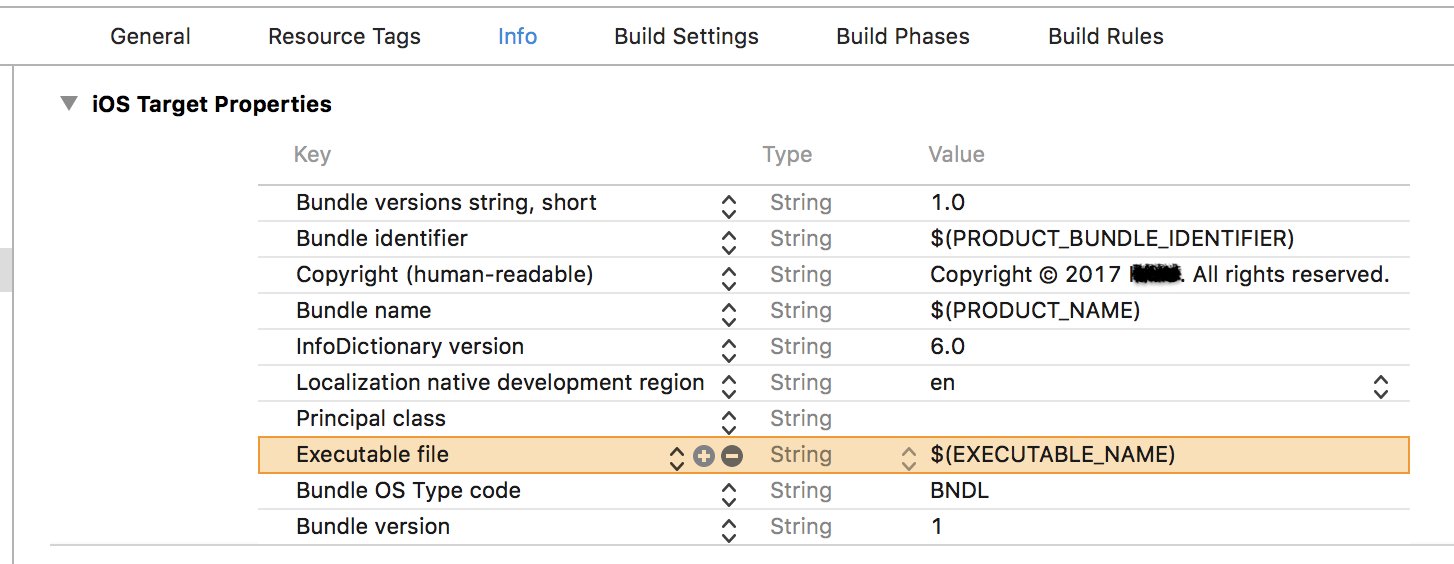 General Resource Tags Info Build Settings Build Phases Build Rules
iOS Target Properties
Key Type Value
Bundle versions string, short String 1.0
Bundle identifier String $(PRODUCT_BUNDLE_IDENTIFIER)
Copyright (human-readable) String Copyright © 2017 . All rights reserved.
Bundle name String $(PRODUCT_NAME)
InfoDictionary version String 6.0
Localization native development region String en
Principal class String
Executable file String $(EXECUTABLE_NAME)
Bundle OS Type code String BNDL
Bundle version String 1